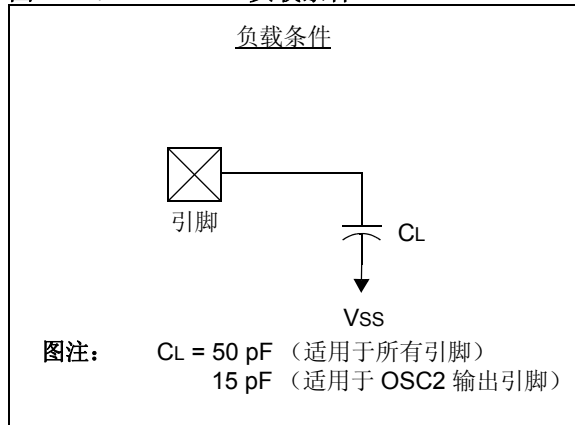 负载条件
引脚
CL
VSS
图注： CL = 50 pF （适用于所有引脚）
15 pF （适用于 OSC2 输出引脚）